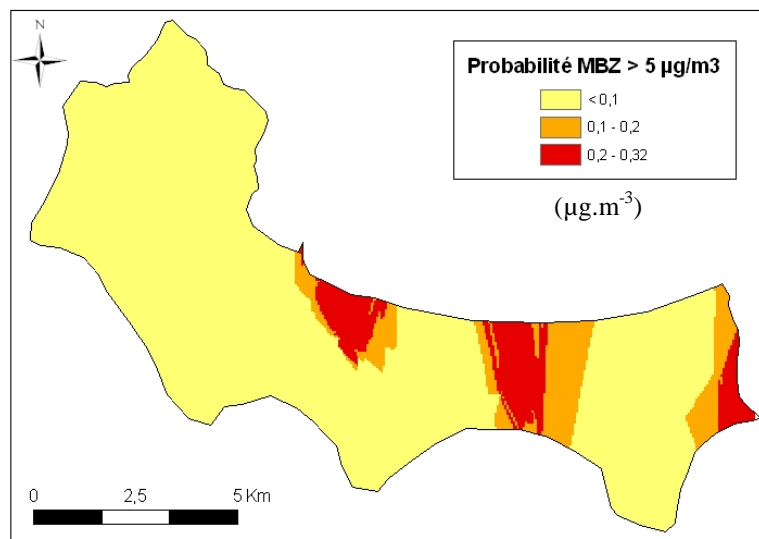 N
Probabilité MBZ > 5 µg/m3
< 0,1
0,1 - 0,2
0,2 - 0,32
(µg.m-3)
0 2,5 5 Km